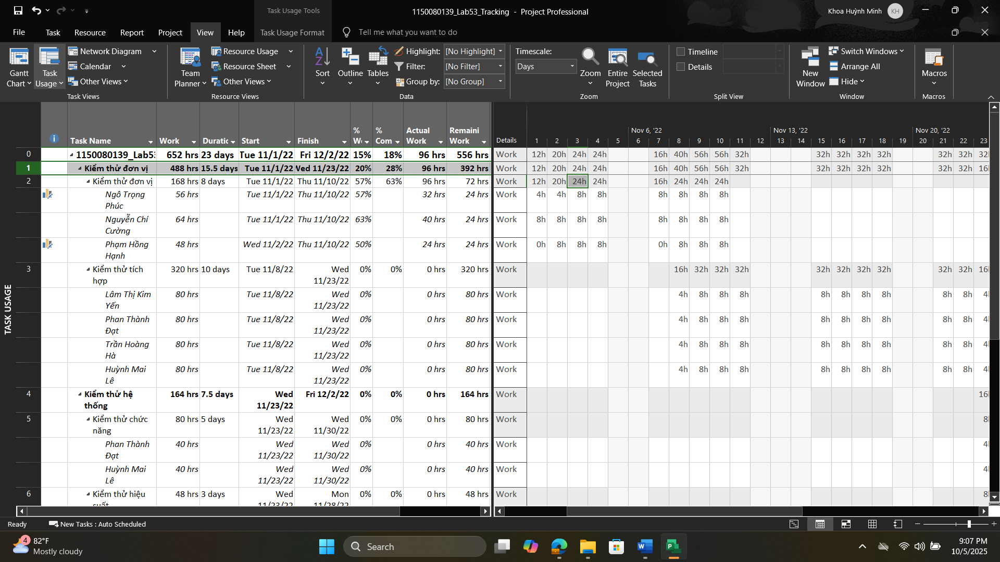 Task Usage Tools
1150080139_Lab53_Tracking - Project Professional
Khoa Huỳnh Minh KH
File Task Resource Report Project View Help Task Usage Format Tell me what you want to do
Gantt Chart
Task Usage
Network Diagram
Calendar
Other Views
Task Views
Team Planner
Resource Usage
Resource Sheet
Other Views
Resource Views
Sort
Outline
Tables
Highlight: [No Highlight]
Filter: [No Filter]
Group by: [No Group]
Data
Timescale:
Days
Zoom
Entire Project
Selected Tasks
Zoom
Timeline
Details
Split View
New Window
Switch Windows
Arrange All
Hide
Window
Macros
Macros
TASK USAGE
Task Name Work Duratic Start Finish % W % Com Actual Work Remaini Work
Details Nov 6, '22 Nov 13, '22 Nov 20, '22
1 2 3 4 5 6 7 8 9 10 11 12 13 14 15 16 17 18 19 20 21 22 23
0 1150080139_Lab53 652 hrs 23 days Tue 11/1/22 Fri 12/2/22 15% 18% 96 hrs 556 hrs Work 12h 20h 24h 24h 16h 40h 56h 56h 32h 32h 32h 32h 32h 32h 32h 32
1 Kiểm thử đơn vị 488 hrs 15.5 days Tue 11/1/22 Wed 11/23/22 20% 28% 96 hrs 392 hrs Work 12h 20h 24h 24h 16h 40h 56h 56h 32h 32h 32h 32h 32h 32h 32h 16
2 Kiểm thử đơn vị 168 hrs 8 days Tue 11/1/22 Thu 11/10/22 57% 63% 96 hrs 72 hrs Work 12h 20h 24h 24h 16h 24h 24h 24h
Ngô Trọng Phúc 56 hrs Tue 11/1/22 Thu 11/10/22 57% 32 hrs 24 hrs Work 4h 4h 8h 8h 8h 8h 8h 8h
Nguyễn Chí Cường 64 hrs Tue 11/1/22 Thu 11/10/22 63% 40 hrs 24 hrs Work 8h 8h 8h 8h 8h 8h 8h 8h
Phạm Hồng Hạnh 48 hrs Wed 11/2/22 Thu 11/10/22 50% 24 hrs 24 hrs Work 0h 8h 8h 8h 0h 8h 8h 8h
3 Kiểm thử tích hợp 320 hrs 10 days Tue 11/8/22 Wed 11/23/22 0% 0% 0 hrs 320 hrs Work 16h 32h 32h 32h 32h 32h 32h 32h 32h 32h 16
Lâm Thị Kim Yến 80 hrs Tue 11/8/22 Wed 11/23/22 0% 0 hrs 80 hrs Work 4h 8h 8h 8h 8h 8h 8h 8h 8h 8h 4
Phan Thành Đạt 80 hrs Tue 11/8/22 Wed 11/23/22 0% 0 hrs 80 hrs Work 4h 8h 8h 8h 8h 8h 8h 8h 8h 8h 4
Trần Hoàng Hà 80 hrs Tue 11/8/22 Wed 11/23/22 0% 0 hrs 80 hrs Work 4h 8h 8h 8h 8h 8h 8h 8h 8h 8h 4
Huỳnh Mai Lê 80 hrs Tue 11/8/22 Wed 11/23/22 0% 0 hrs 80 hrs Work 4h 8h 8h 8h 8h 8h 8h 8h 8h 8h 4
4 Kiểm thử hệ thống 164 hrs 7.5 days Wed 11/23/22 Fri 12/2/22 0% 0% 0 hrs 164 hrs Work 16
5 Kiểm thử chức năng 80 hrs 5 days Wed 11/23/22 Wed 11/30/22 0% 0% 0 hrs 80 hrs Work 8
Phan Thành Đạt 40 hrs Wed 11/23/22 Wed 11/30/22 0% 0 hrs 40 hrs Work 4
Huỳnh Mai Lê 40 hrs Wed 11/23/22 Wed 11/30/22 0% 0 hrs 40 hrs Work 4
6 Kiểm thử hiệu suất 48 hrs 3 days Wed 11/23/22 Mon 11/28/22 0% 0% 0 hrs 48 hrs Work 8
Ready New Tasks : Auto Scheduled
4 82°F
Mostly cloudy
Search
9:07 PM
10/5/2025